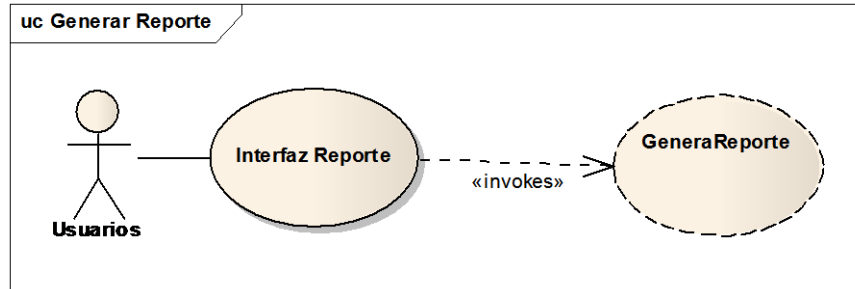 uc Generar Reporte
Interfaz Reporte
GeneraReporte
«invokes»
Usuarios